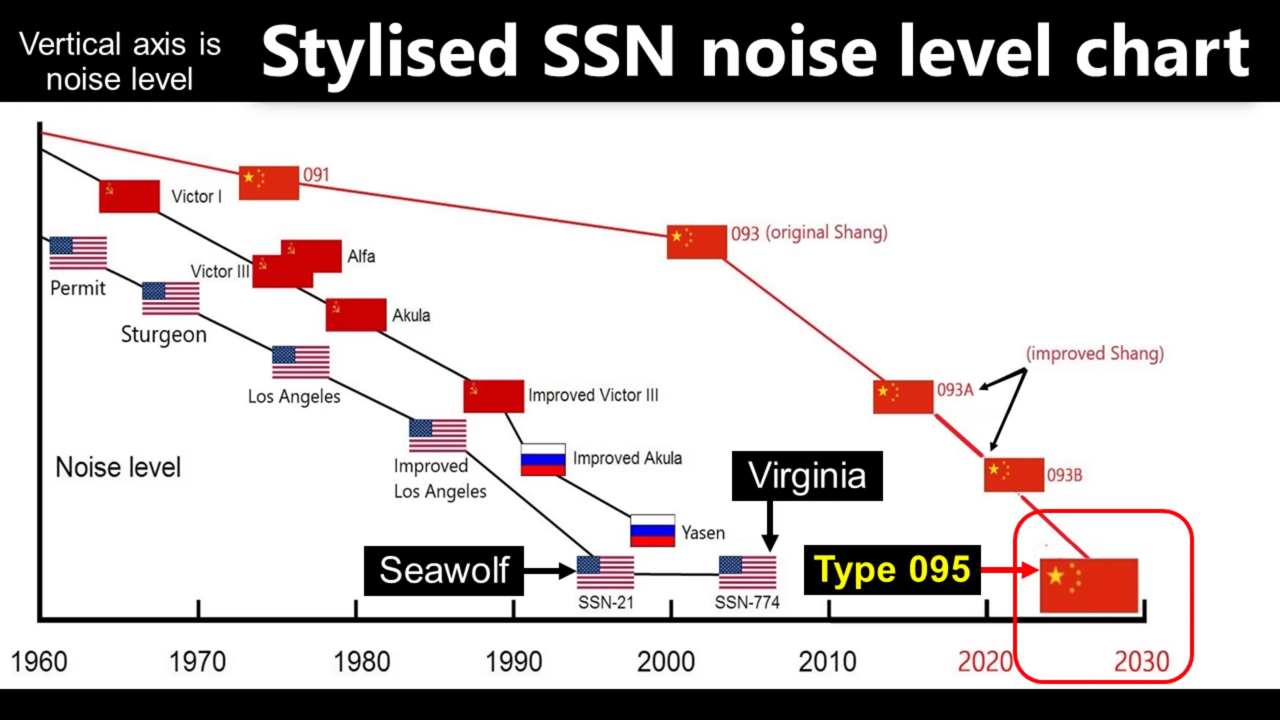 Vertical axis is
noise level
Stylised SSN noise level chart
091
Victor I
093 (original Shang)
Alfa
Victor III
Permit
Akula
Sturgeon
(improved Shang)
093A
Los Angeles
Improved Victor III
Noise level
Improved
Los Angeles
Improved Akula
Virginia
093B
Yasen
Seawolf
Type 095
SSN-21
SSN-774
1960 1970 1980 1990 2000 2010 2020 2030